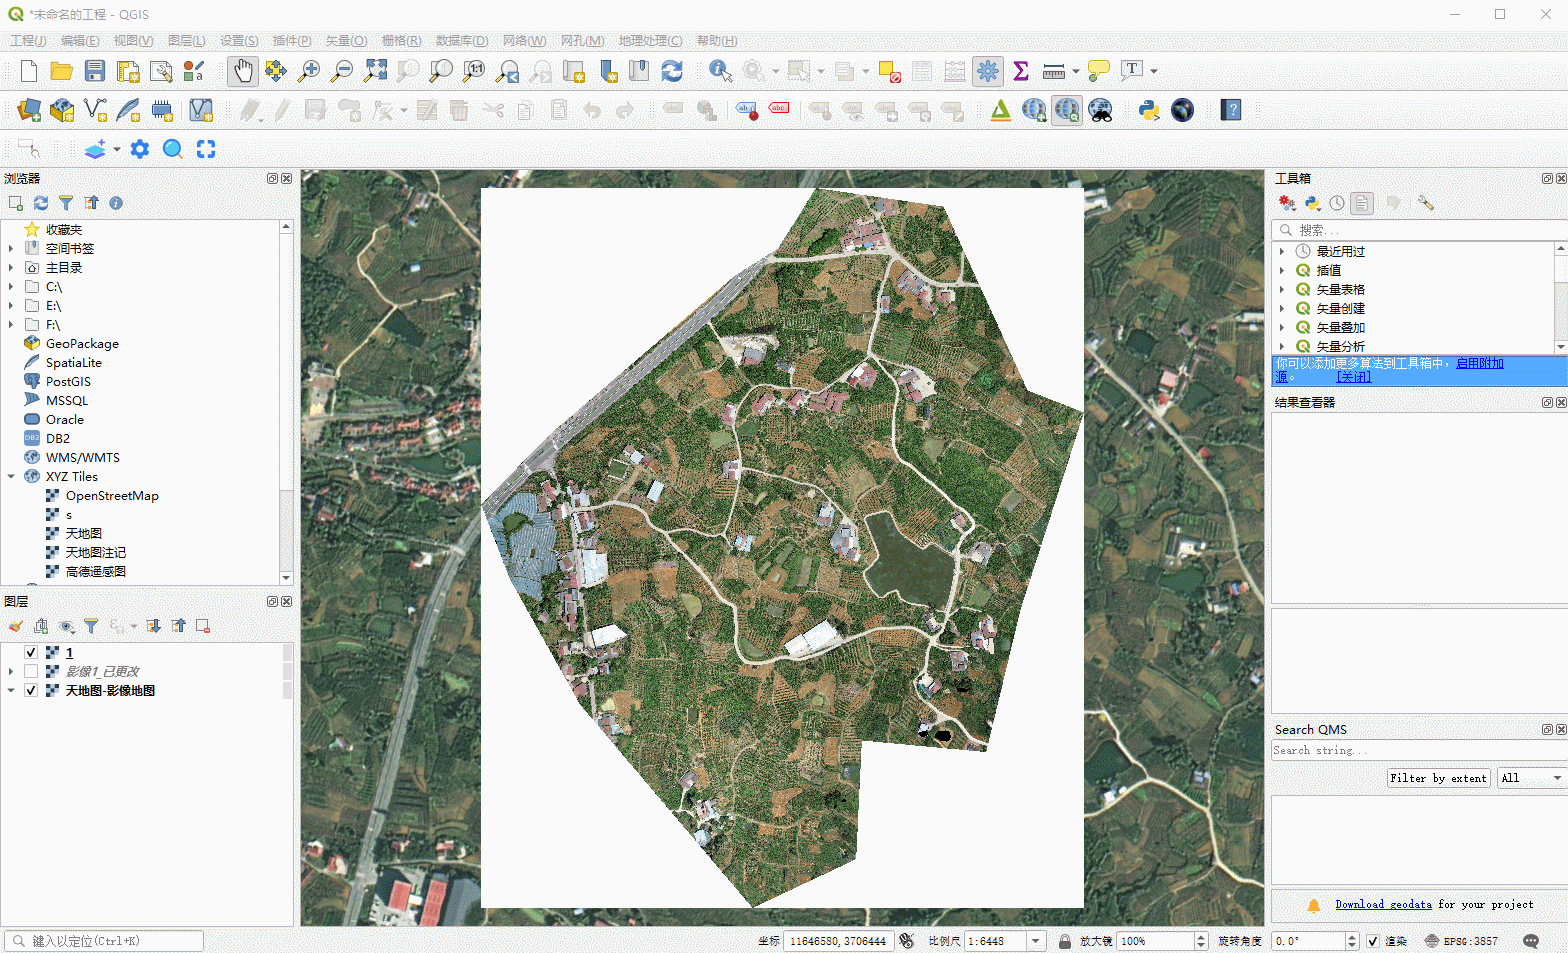 *未命名的工程 - QGIS
工程(J) 编辑(E) 视图(V) 图层(L) 设置(S) 插件(P) 矢量(O) 栅格(R) 数据库(D) 网络(W) 网孔(M) 地理处理(C) 帮助(H)
浏览器
收藏夹
空间书签
主目录
C:\
E:\
F:\
GeoPackage
SpatiaLite
PostGIS
MSSQL
Oracle
DB2
WMS/WMTS
XYZ Tiles
OpenStreetMap
s
天地图
天地图注记
高德遥感图
图层
1
影像1_已更改
天地图-影像地图
工具箱
搜索...
最近用过
插值
矢量表格
矢量创建
矢量叠加
矢量分析
你可以添加更多算法到工具箱中，启用附加
源。 [关闭]
结果查看器
Search QMS
Search string...
Filter by extent All
Download geodata for your project
键入以定位(Ctrl+K) 坐标 11646580,3706444 比例尺 1:6448 放大镜 100% 旋转角度 0.0° 渲染 EPSG:3857